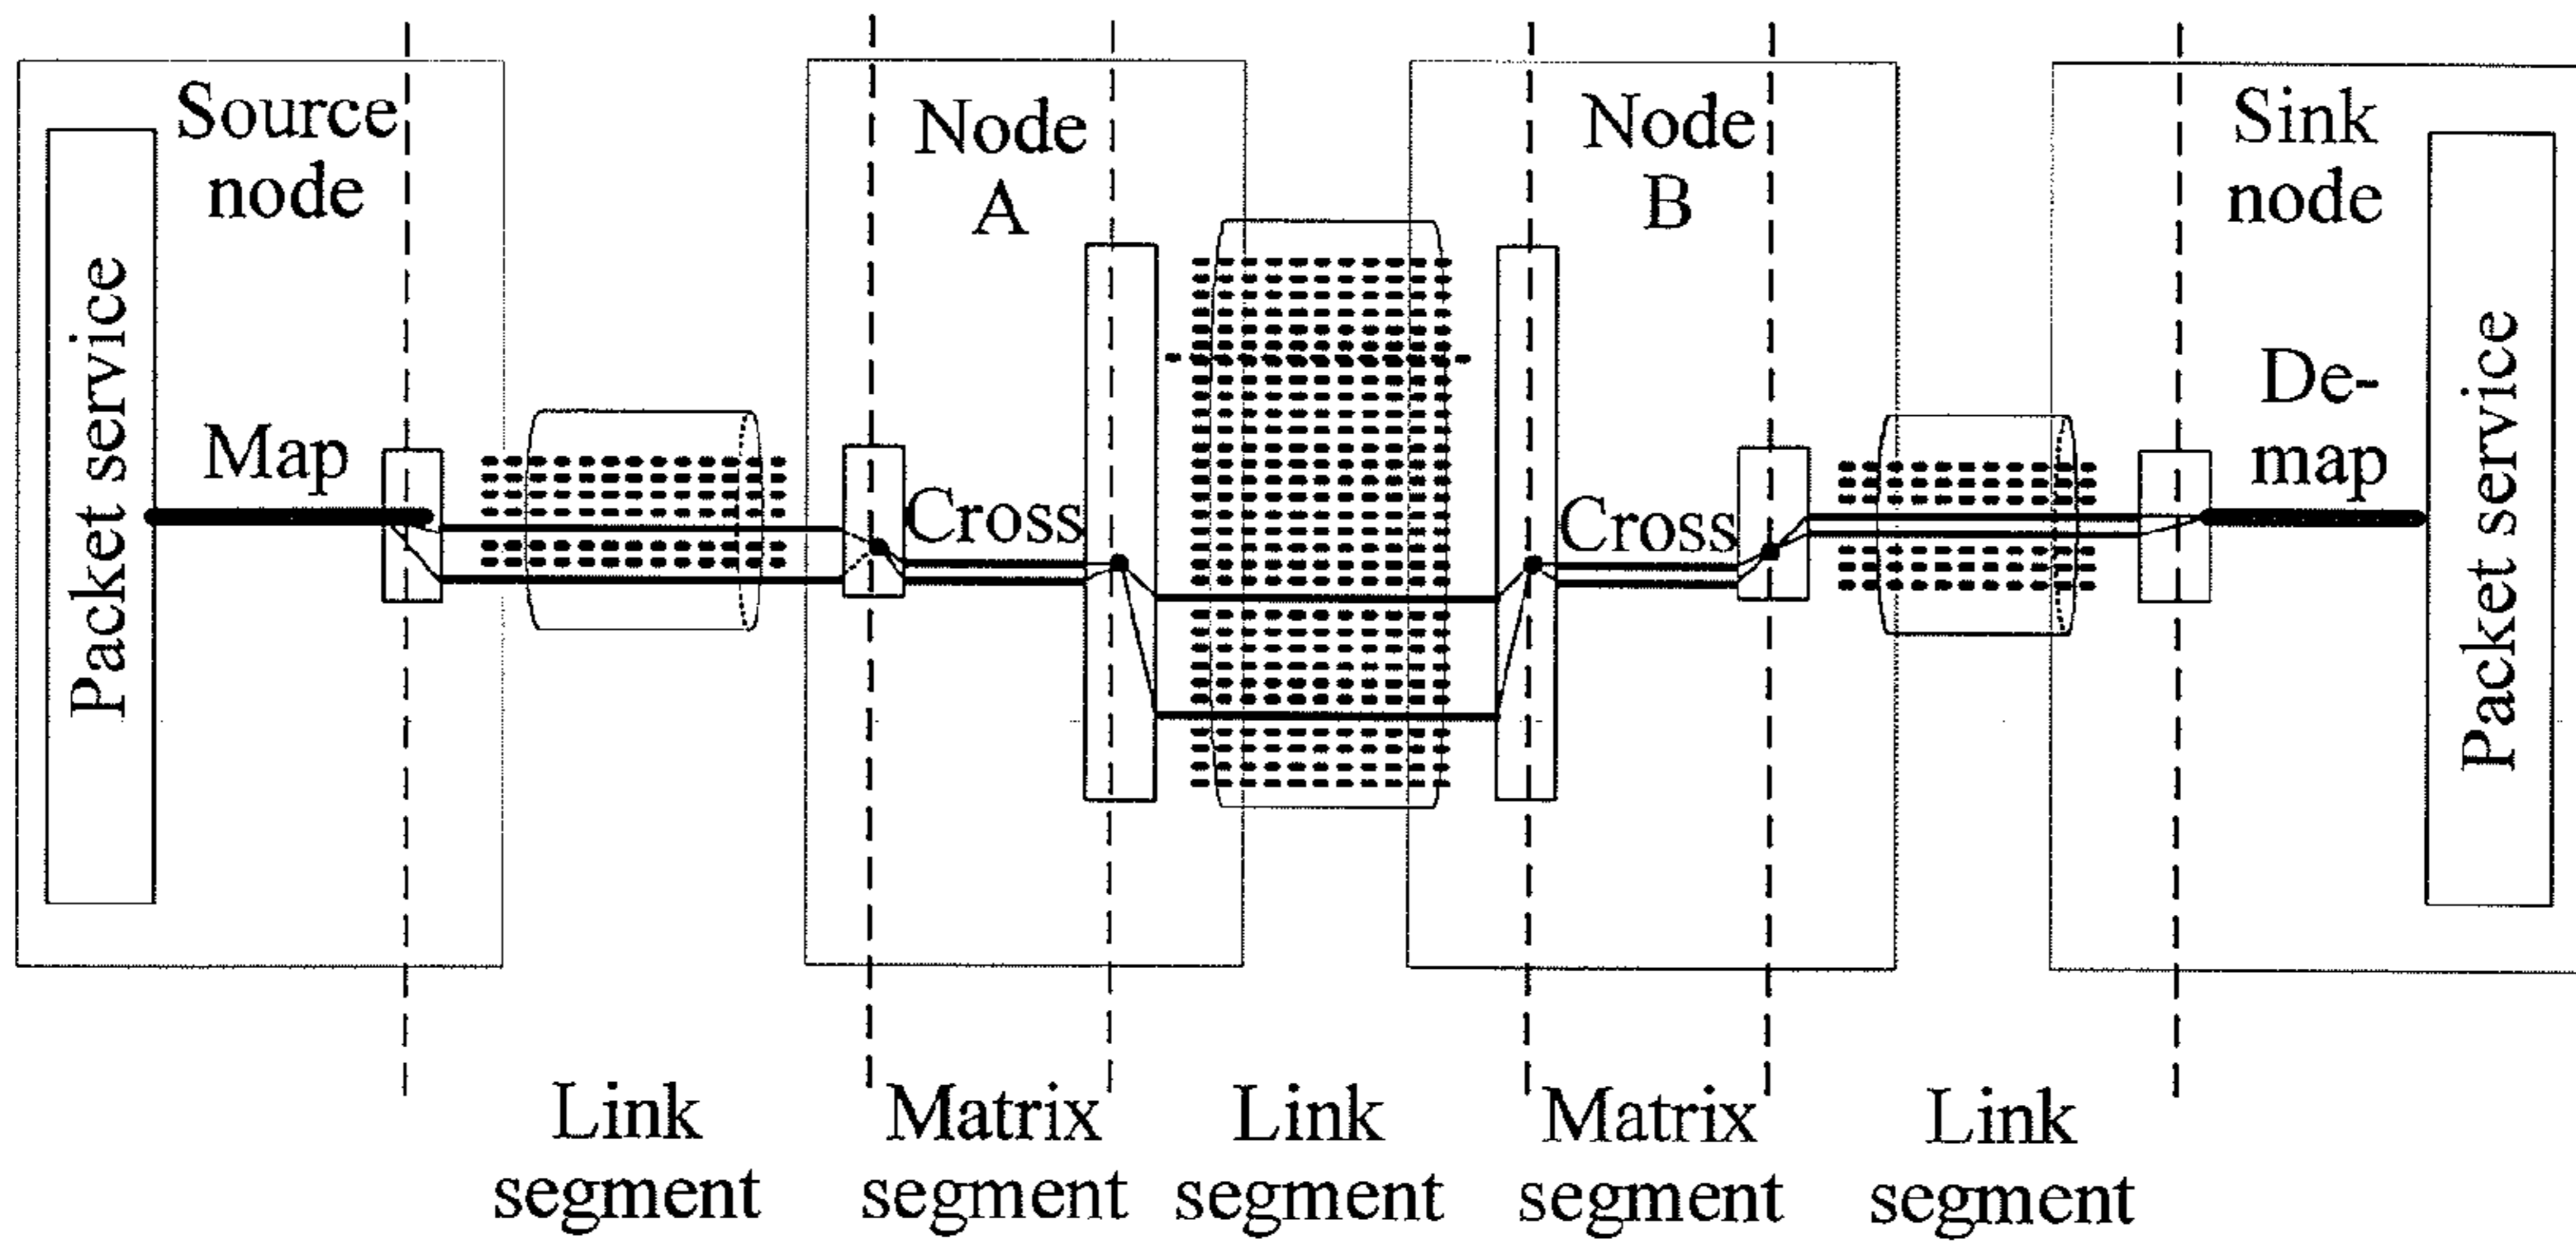 Source
node
Node
A
Node
B
Sink
node
Packet service
Map
Cross
Cross
De-
map
Packet service
Link
segment
Matrix
segment
Link
segment
Matrix
segment
Link
segment